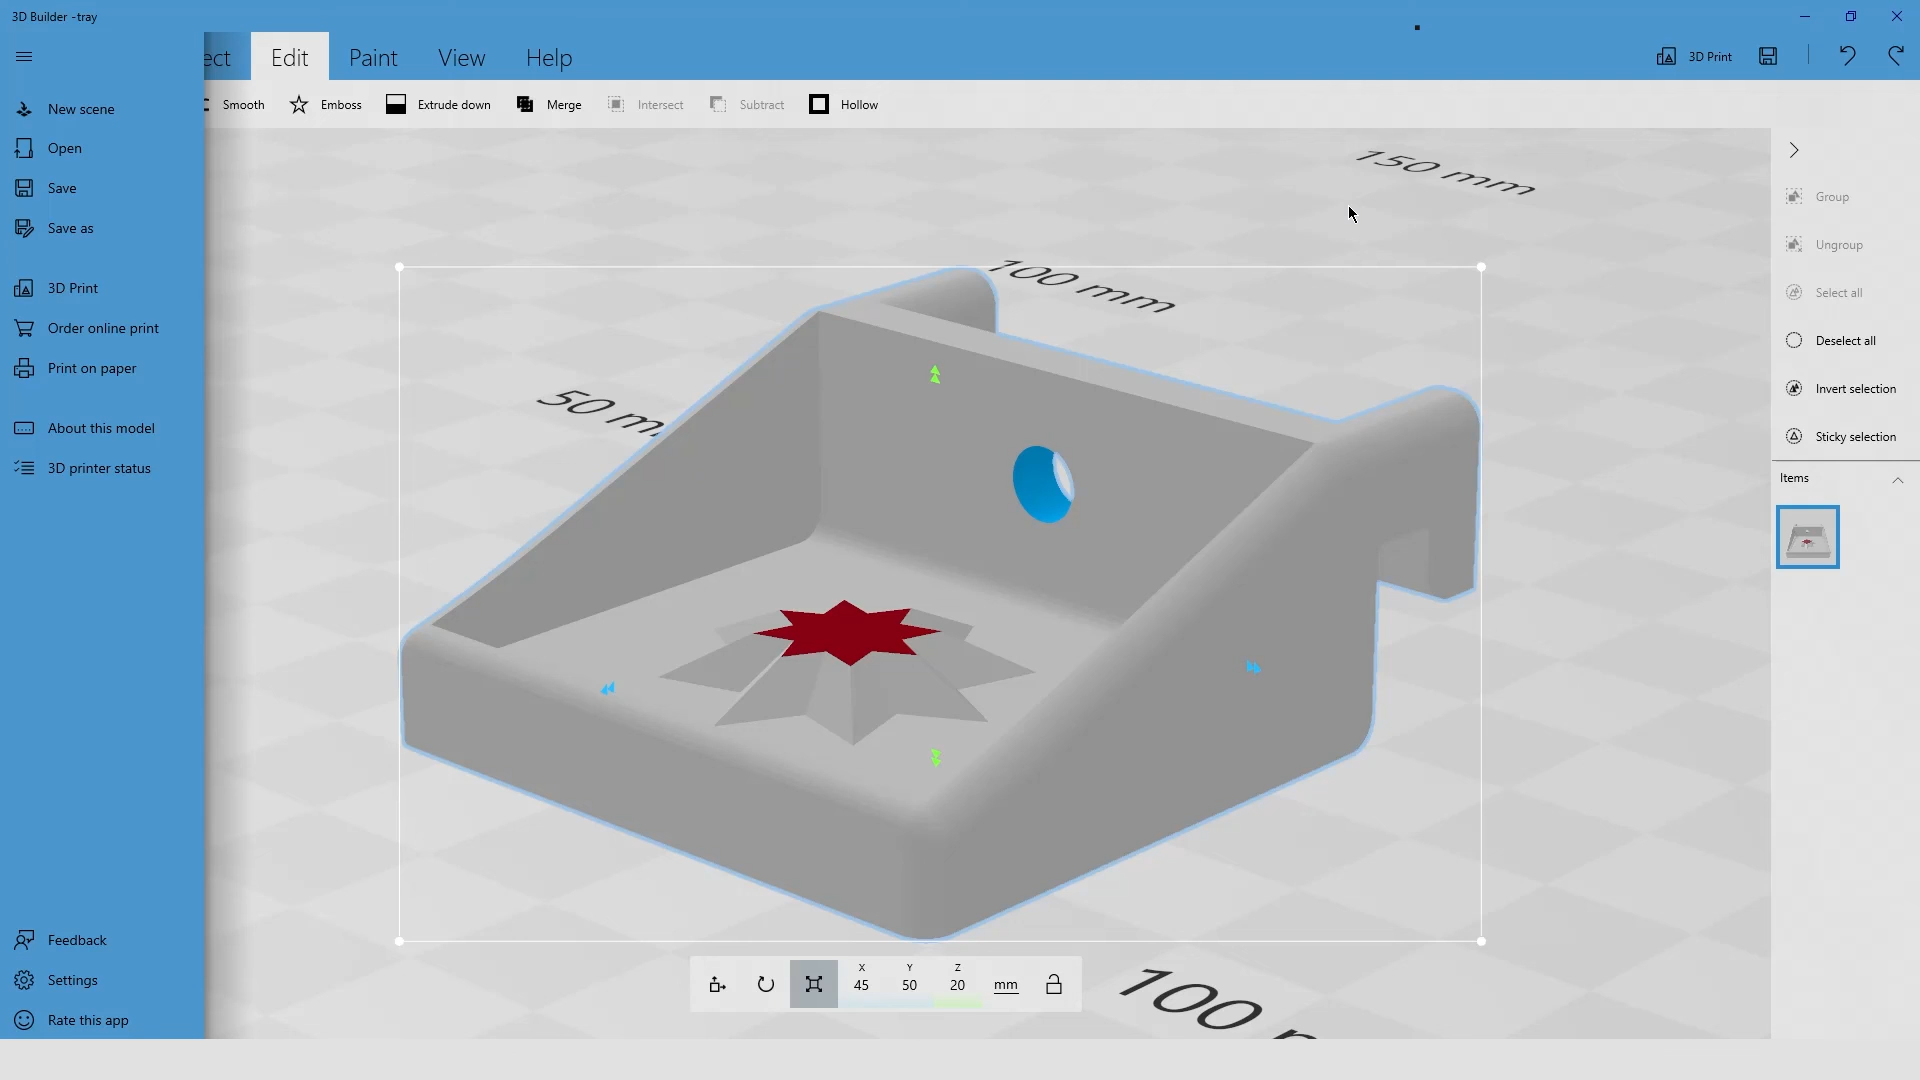 3D Builder -tray
ect
Edit
Paint
View
Help
3D Print
Smooth
Emboss
Extrude down
Merge
Intersect
Subtract
Hollow
New scene
Open
Save
Save as
3D Print
Order online print
Print on paper
About this model
3D printer status
Feedback
Settings
Rate this app
150 mm
100 mm
50 m
100
Group
Ungroup
Select all
Deselect all
Invert selection
Sticky selection
Items
X Y Z
45 50 20 mm